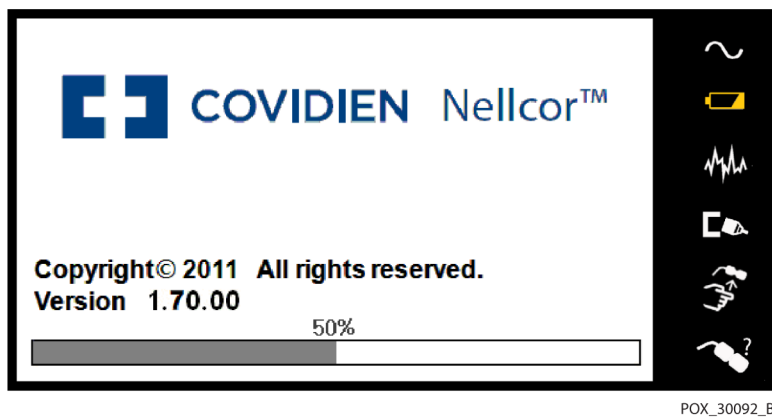 COVIDIEN Nellcor™
Copyright© 2011 All rights reserved.
Version 1.70.00
50%
?
POX_30092_B